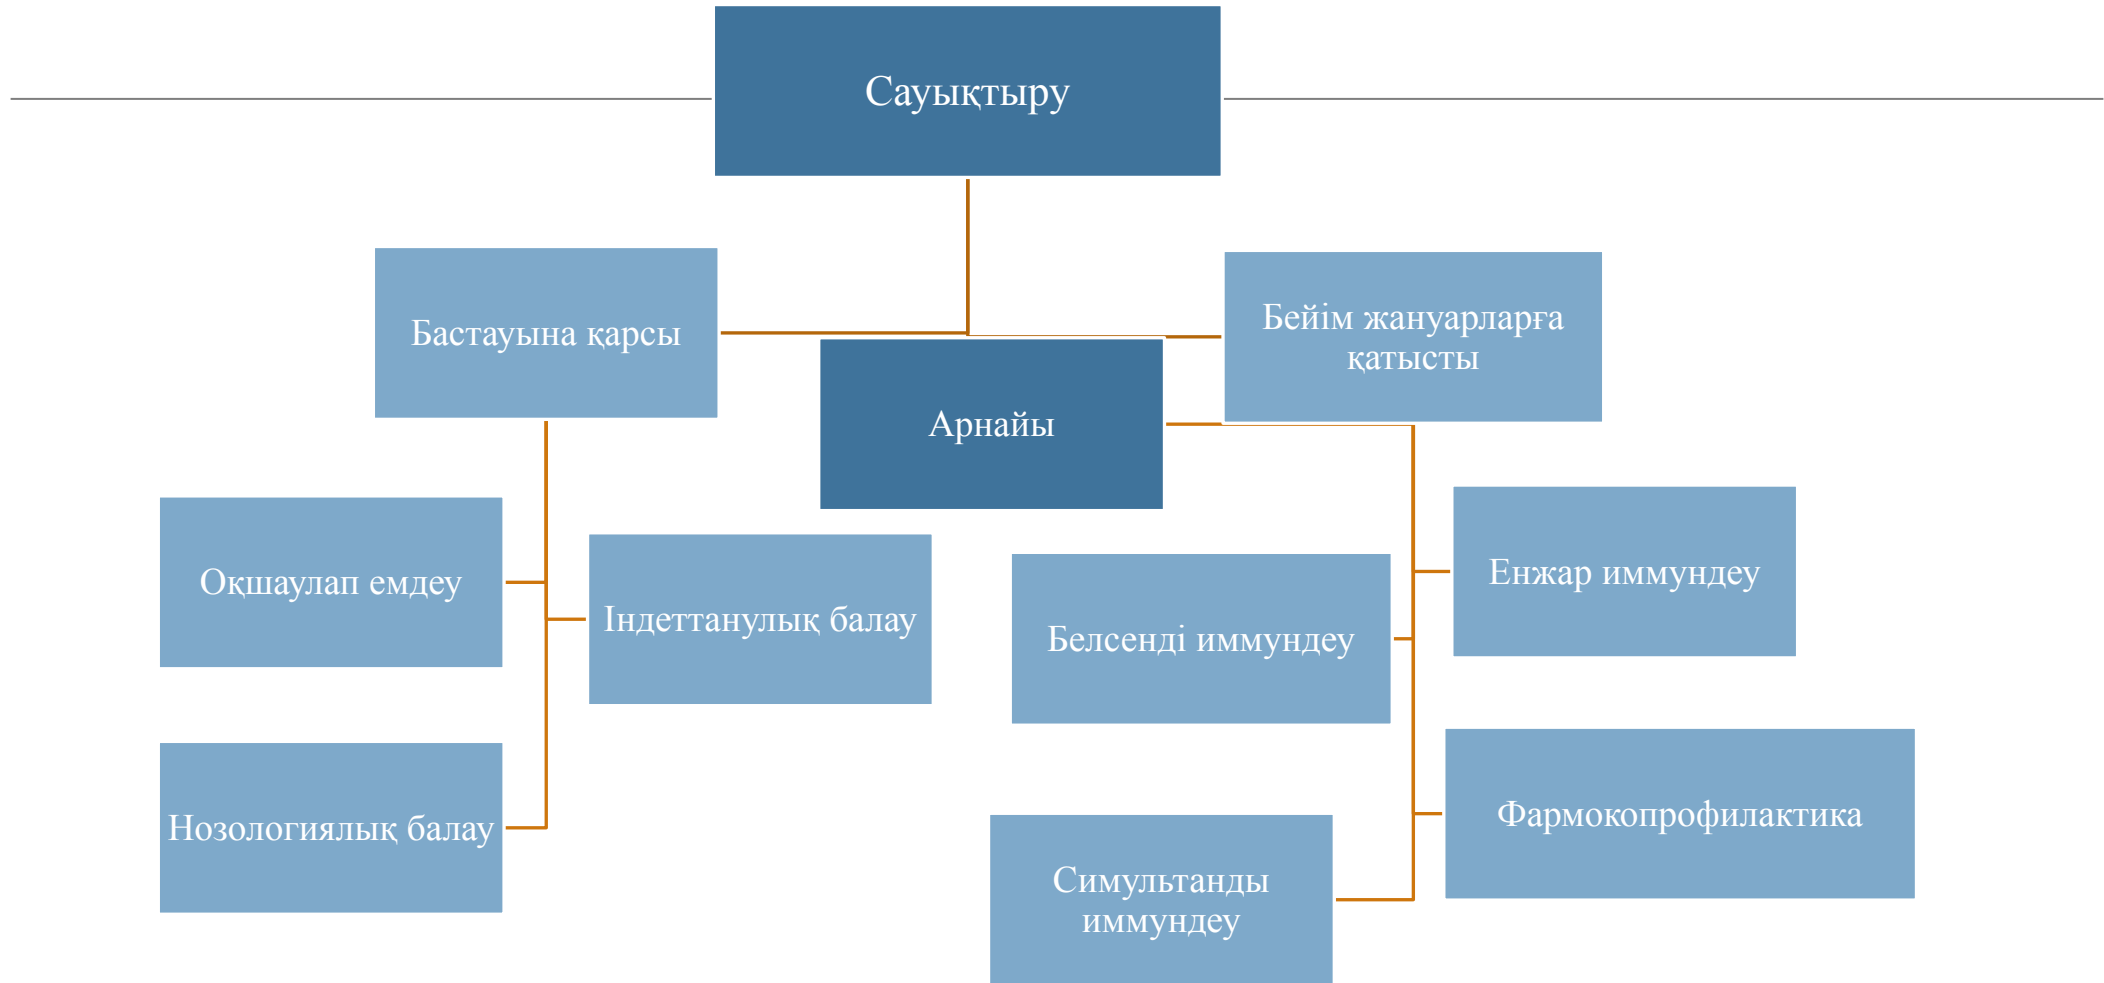 Сауықтыру
Бастауына қарсы
Бейім жануарларға
қатысты
Арнайы
Оқшаулап емдеу
Індеттанулық балау
Нозологиялық балау
Белсенді иммундеу
Енжар иммундеу
Фармокопрофилактика
Симультанды
иммундеу